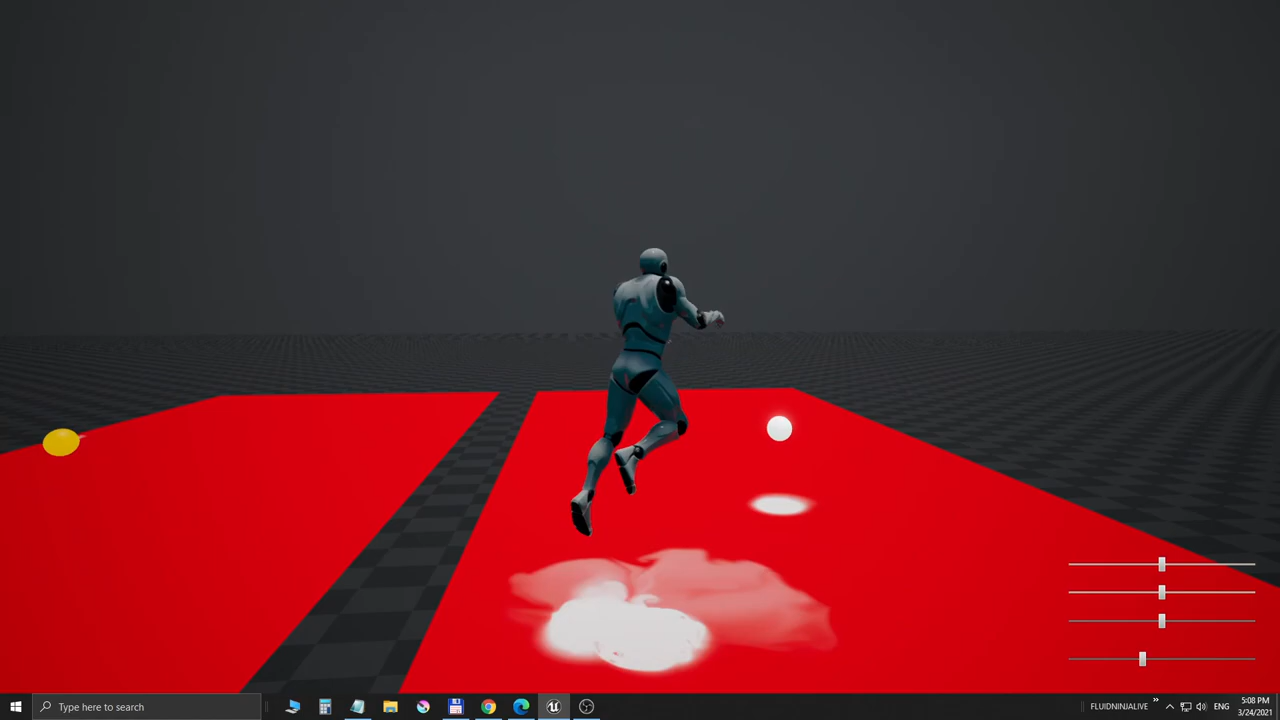 Type here to search
FLUIDNINJALIVE
ENG
5:08 PM
3/24/2021